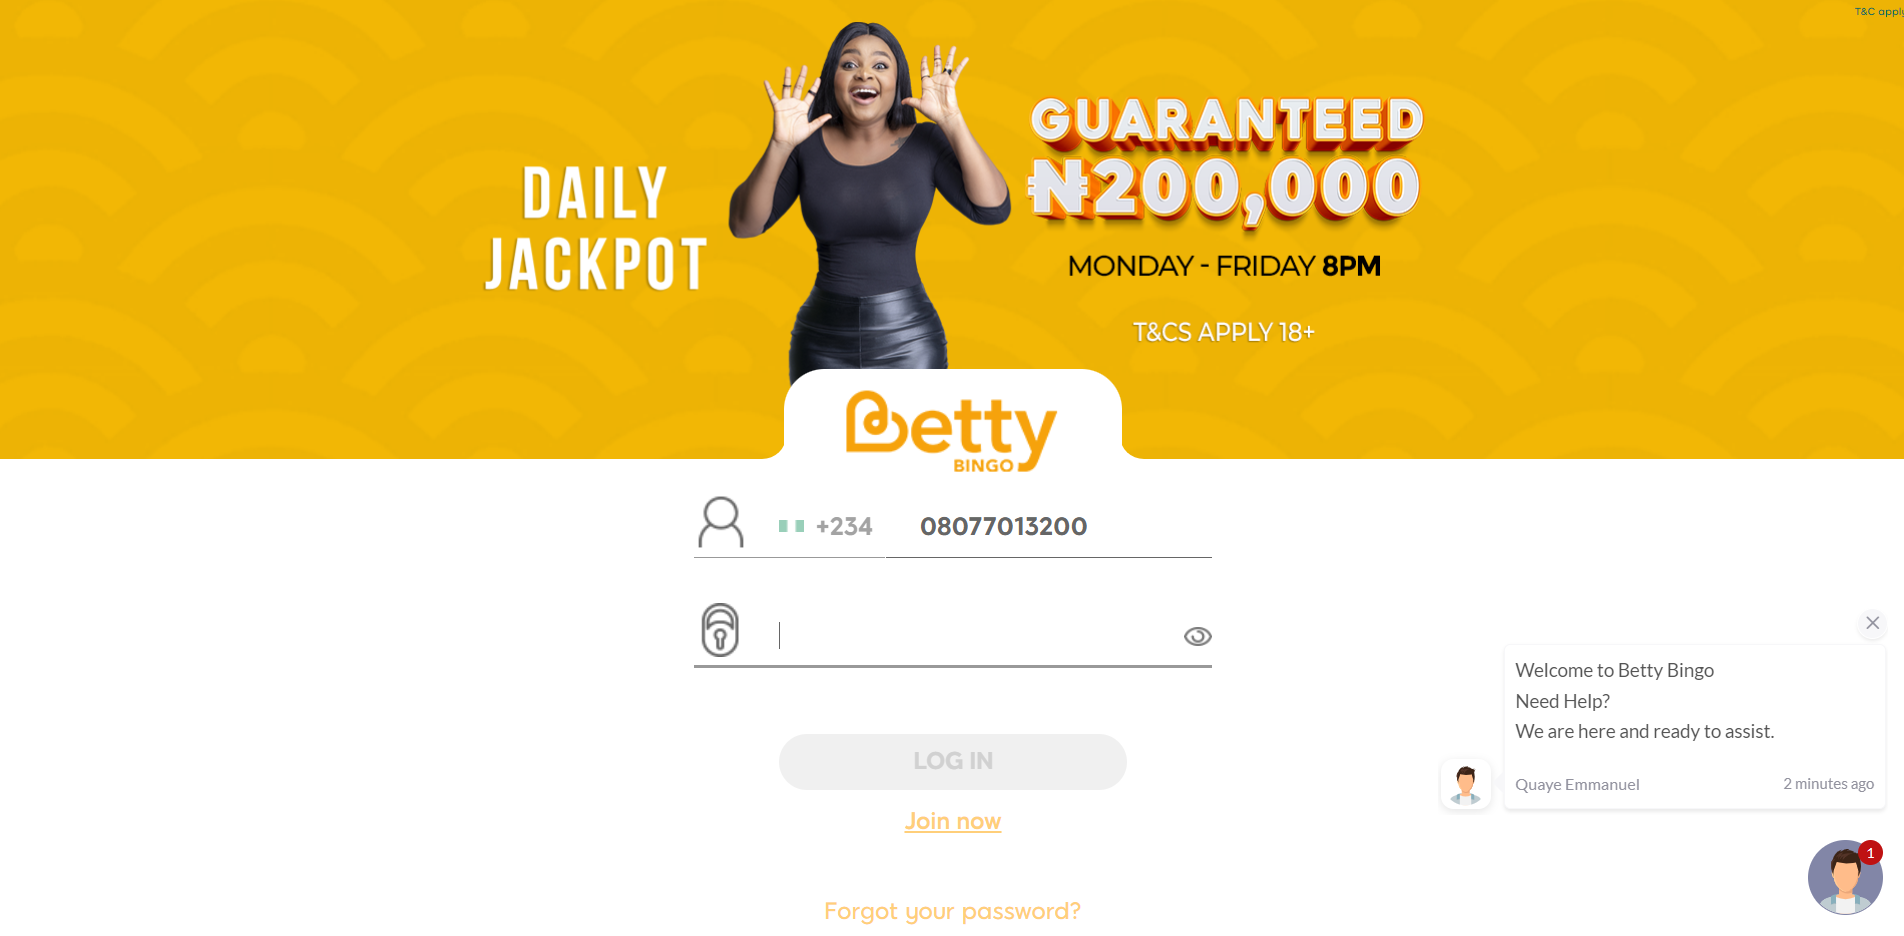 T&C apply
DAILY
JACKPOT
GUARANTEED
₦200,000
MONDAY - FRIDAY 8PM
T&CS APPLY 18+
Betty
BINGO
+234 08077013200
LOG IN
Join now
Forgot your password?
Welcome to Betty Bingo
Need Help?
We are here and ready to assist.
Quaye Emmanuel 2 minutes ago
1